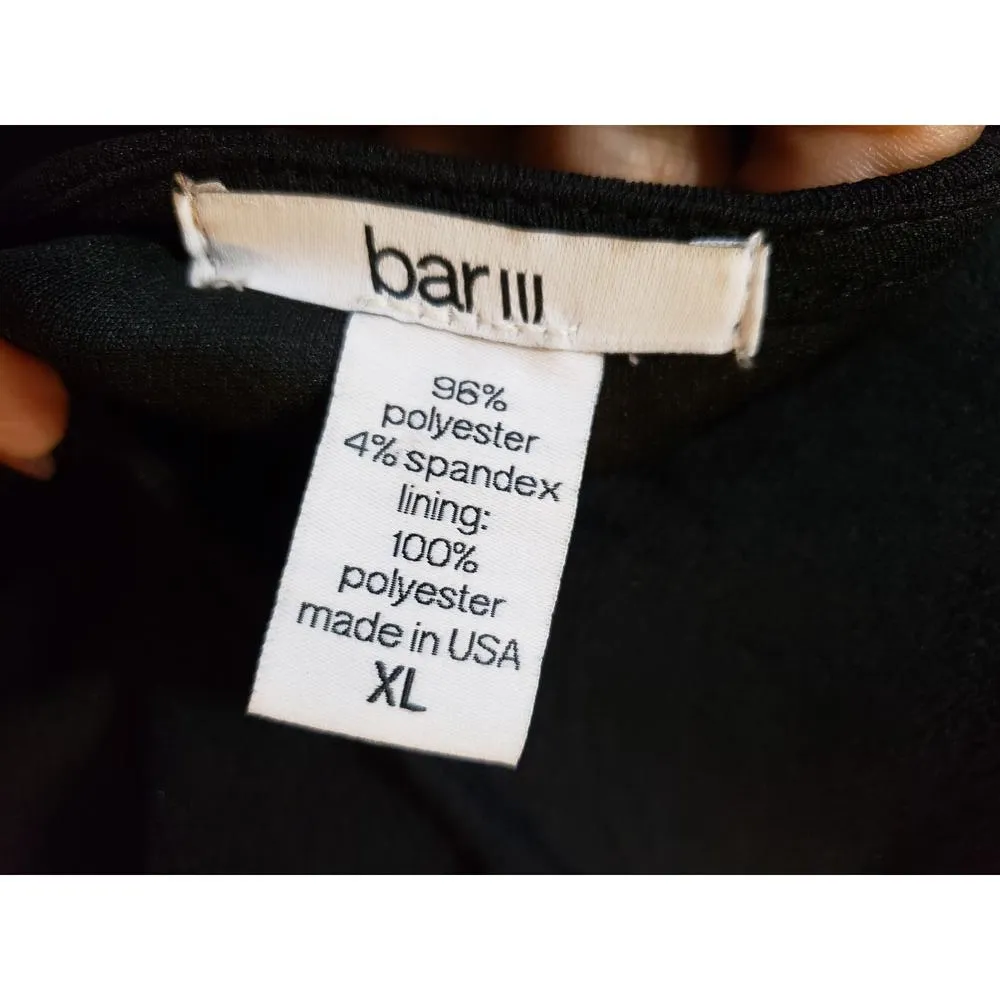 bar III
96%
polyester
4% spandex
lining:
100%
polyester
made in USA
XL